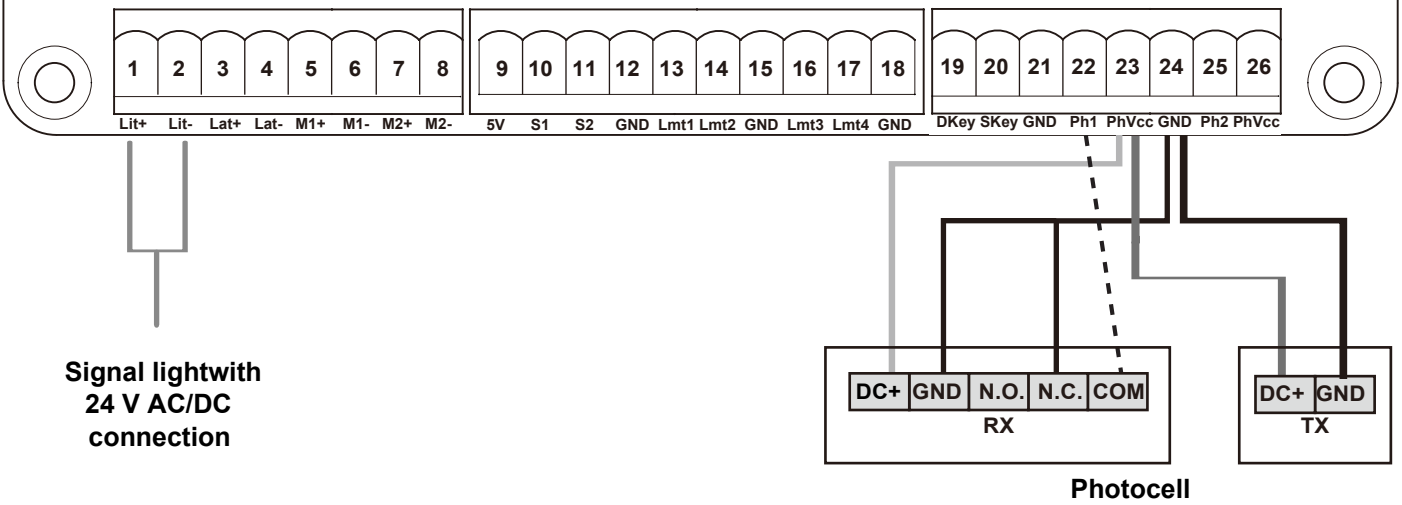 1 2 3 4 5 6 7 8 9 10 11 12 13 14 15 16 17 18 19 20 21 22 23 24 25 26
Lit+ Lit- Lat+ Lat- M1+ M1- M2+ M2- 5V S1 S2 GND Lmt1 Lmt2 GND Lmt3 Lmt4 GND DKey SKey GND Ph1 PhVcc GND Ph2 PhVcc
Signal lightwith
24 V AC/DC
connection
DC+ GND N.O. N.C. COM
RX
DC+ GND
TX
Photocell